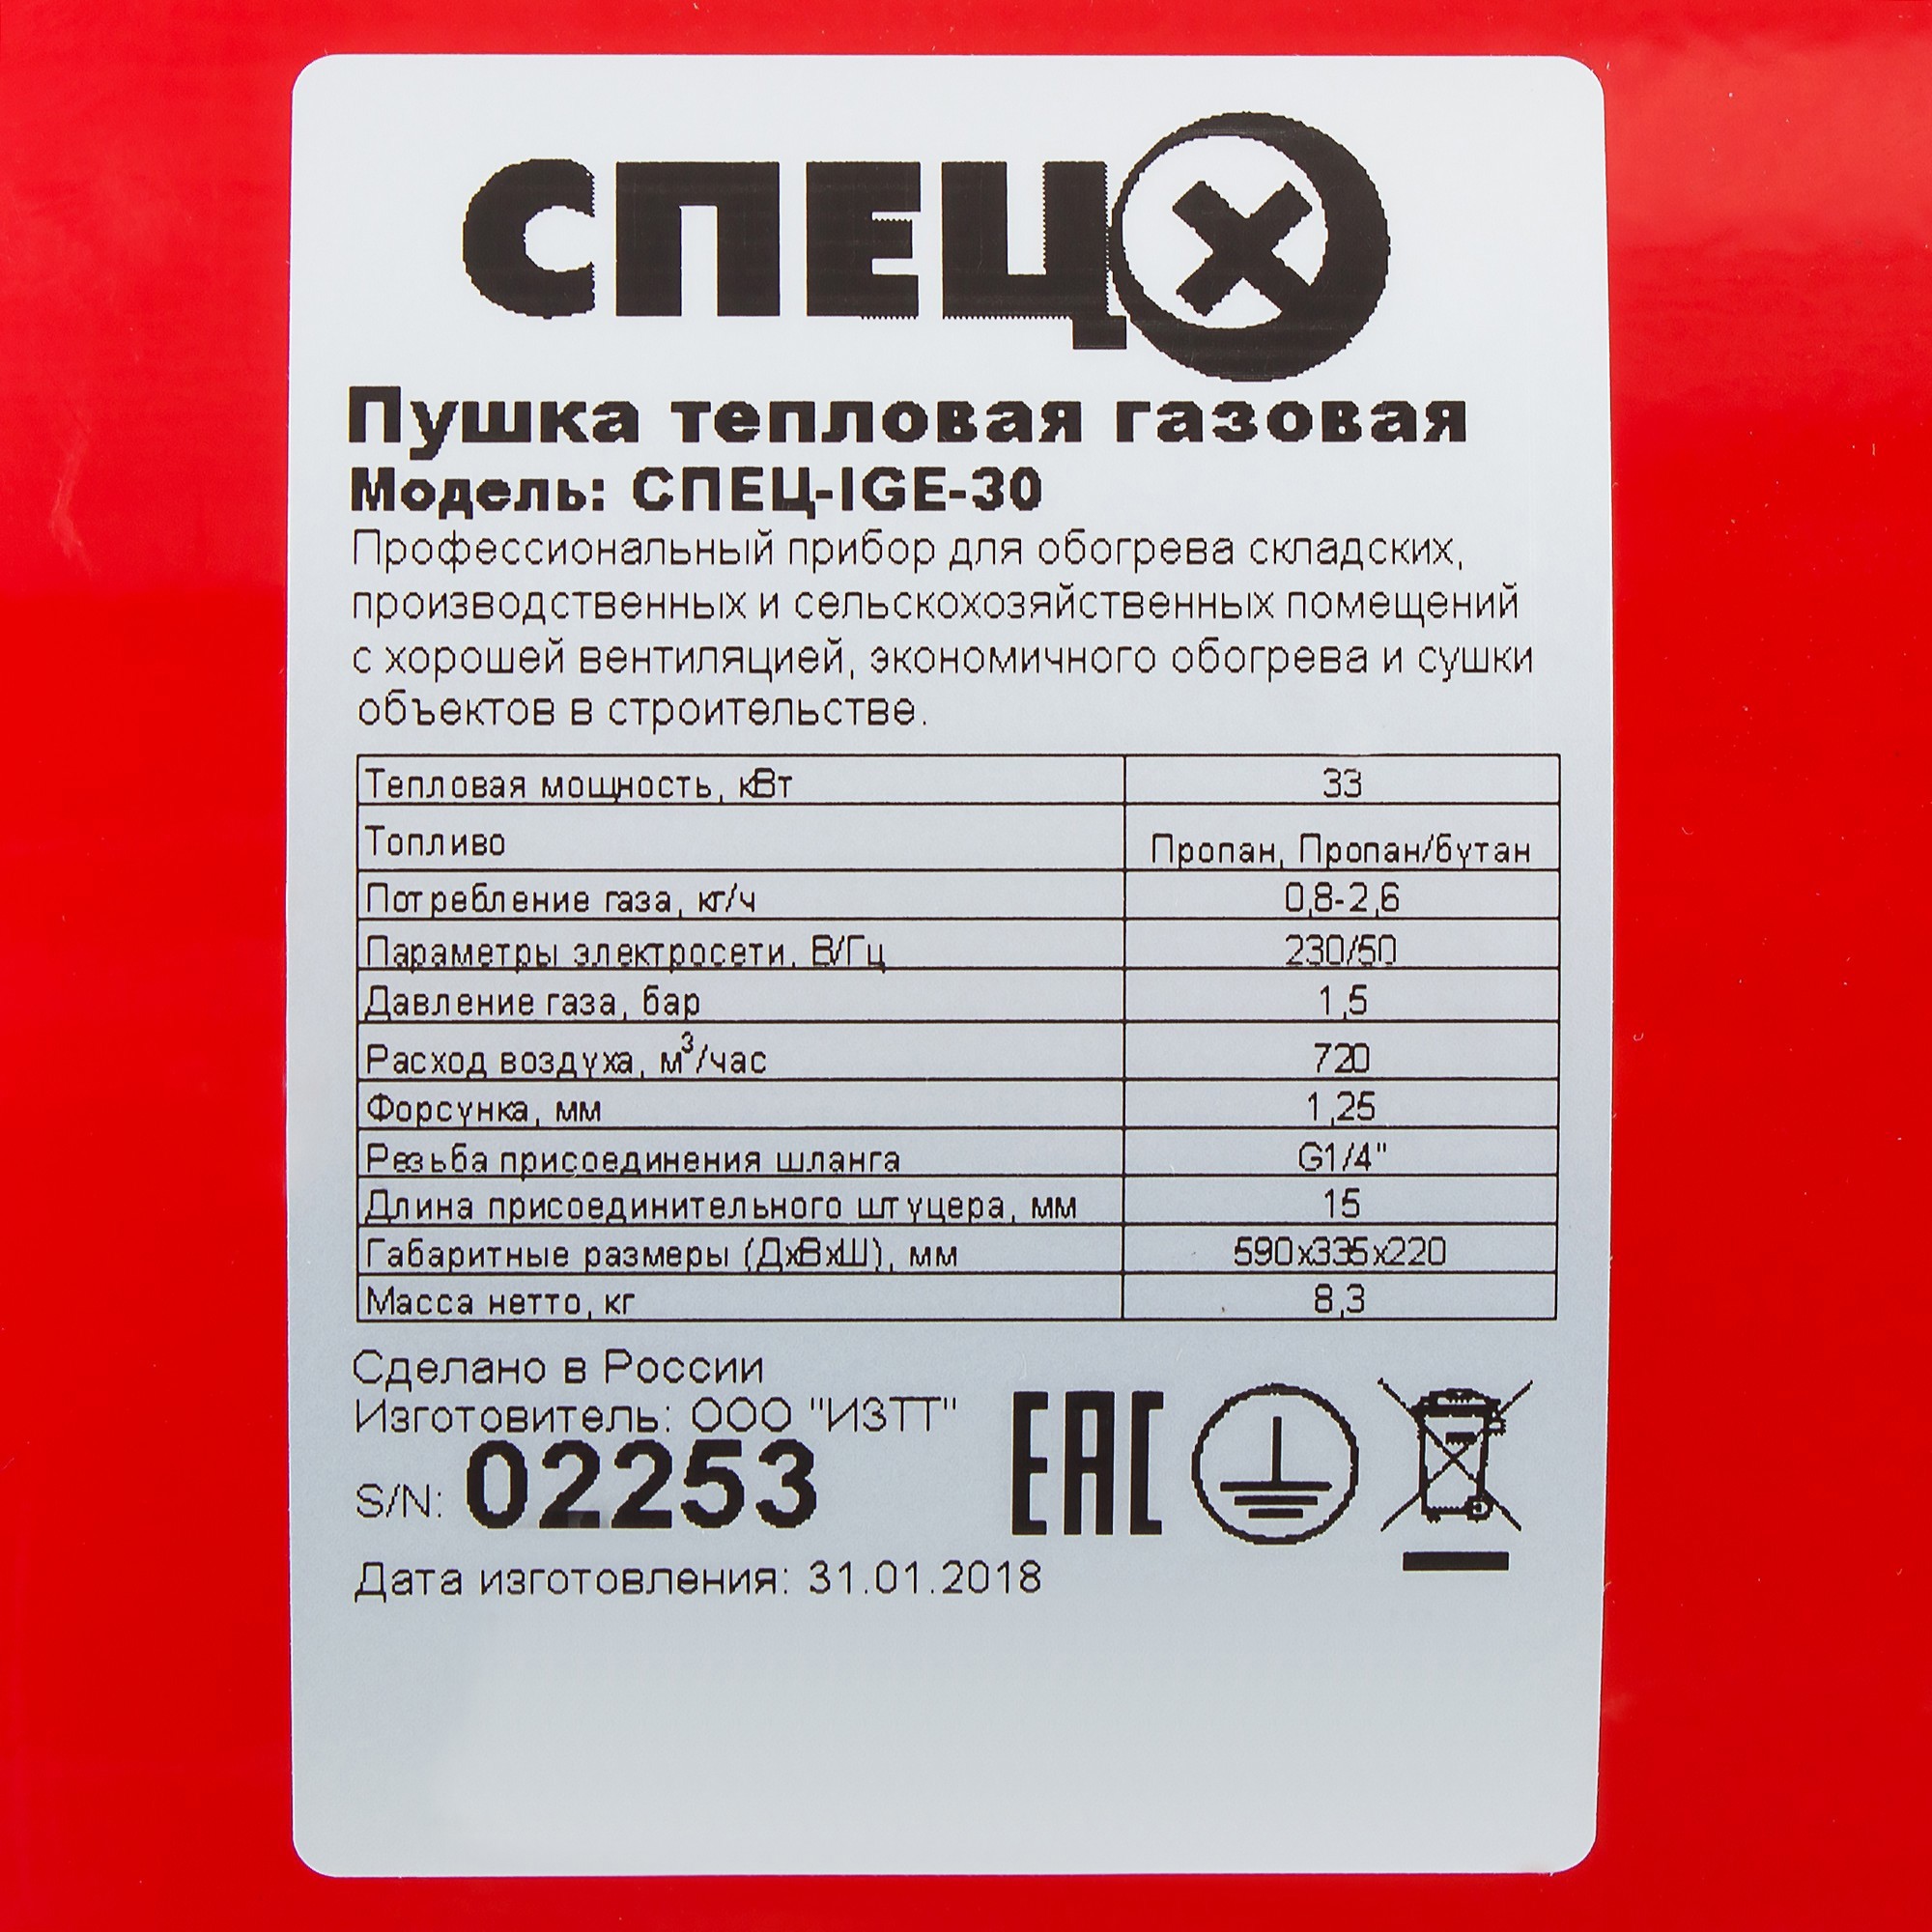 СПЕЦ
Пушка тепловая газовая
Модель: СПЕЦ-IGE-30
Профессиональный прибор для обогрева складских,
производственных и сельскохозяйственных помещений
с хорошей вентиляцией, экономичного обогрева и сушки
объектов в строительстве.
Тепловая мощность, кВт 33
Топливо Пропан, Пропан/бутан
Потребление газа, кг/ч 0,8-2,6
Параметры электросети, В/Гц 230/50
Давление газа, бар 1,5
Расход воздуха, м³/час 720
Форсунка, мм 1,25
Резьба присоединения шланга G1/4"
Длина присоединительного штуцера, мм 15
Габаритные размеры (ДхВхШ), мм 590х335х220
Масса нетто, кг 8,3
Сделано в России
Изготовитель: ООО "ИЗТТ"
S/N: 02253
EAC
Дата изготовления: 31.01.2018